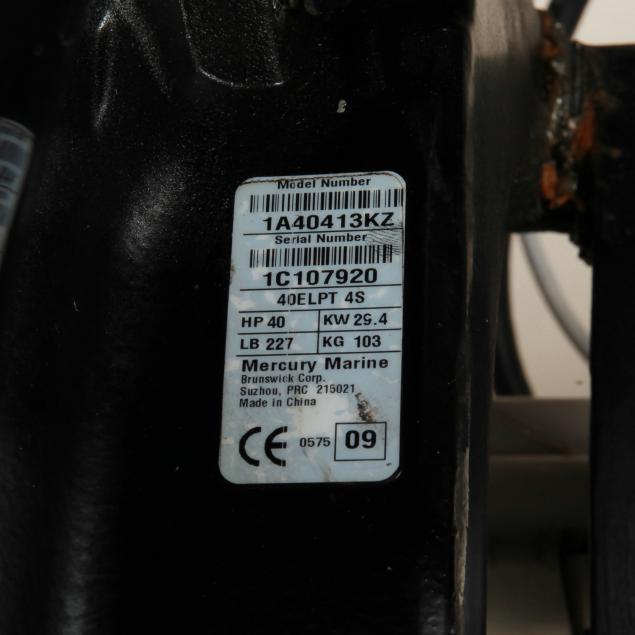 Model Number
1A40413KZ
Serial Number
1C107920
40ELPT 4S
HP 40 KW 29.4
LB 227 KG 103
Mercury Marine
Brunswick Corp.
Suzhou, PRC 215021
Made in China
CE 0575 09